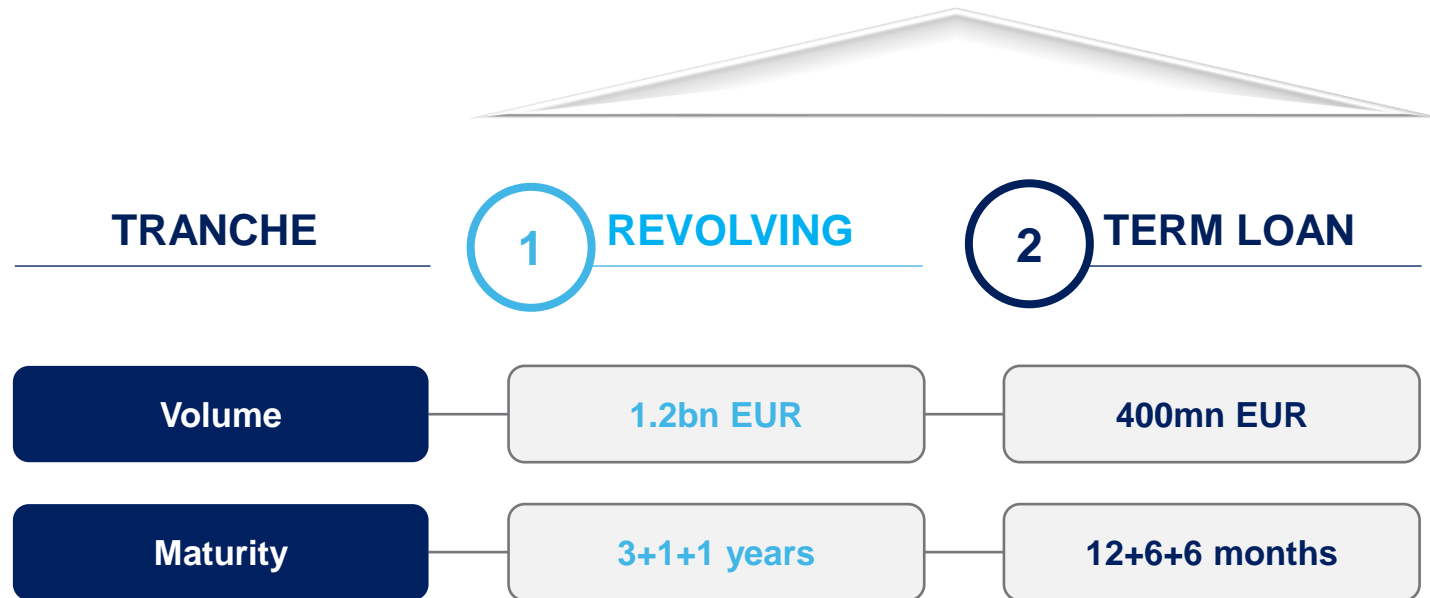 TRANCHE
1
REVOLVING
2
TERM LOAN
Volume
1.2bn EUR
400mn EUR
Maturity
3+1+1 years
12+6+6 months